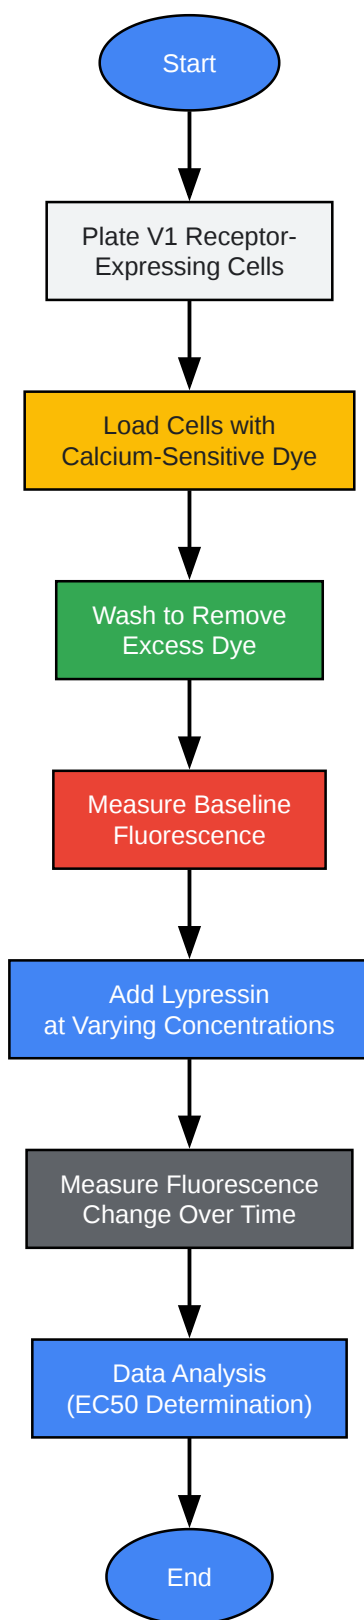 Start
Plate V1 Receptor-
Expressing Cells
Load Cells with
Calcium-Sensitive Dye
Wash to Remove
Excess Dye
Measure Baseline
Fluorescence
Add Lypressin
at Varying Concentrations
Measure Fluorescence
Change Over Time
Data Analysis
(EC50 Determination)
End